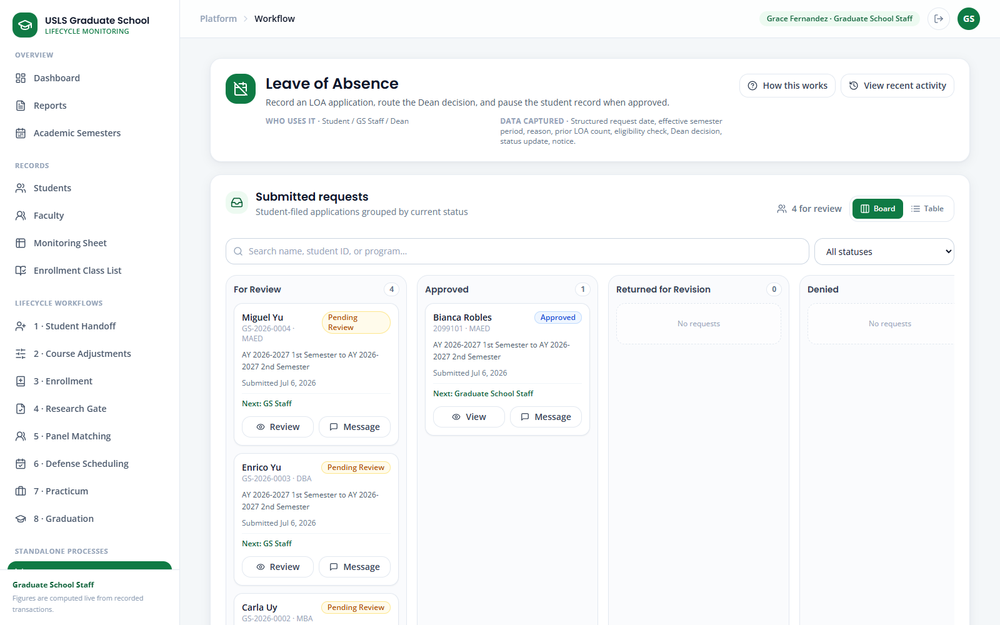 USLS Graduate School
LIFECYCLE MONITORING
OVERVIEW
Dashboard
Reports
Academic Semesters
RECORDS
Students
Faculty
Monitoring Sheet
Enrollment Class List
LIFECYCLE WORKFLOWS
1 · Student Handoff
2 · Course Adjustments
3 · Enrollment
4 · Research Gate
5 · Panel Matching
6 · Defense Scheduling
7 · Practicum
8 · Graduation
STANDALONE PROCESSES
Graduate School Staff
Figures are computed live from recorded
transactions.
Platform
Workflow
Grace Fernandez · Graduate School Staff
GS
Leave of Absence
Record an LOA application, route the Dean decision, and pause the student record when approved.
WHO USES IT · Student / GS Staff / Dean
DATA CAPTURED · Structured request date, effective semester
period, reason, prior LOA count, eligibility check, Dean decision,
status update, notice.
How this works
View recent activity
Submitted requests
Student-filed applications grouped by current status
4 for review
Board
Table
Search name, student ID, or program...
All statuses
For Review
4
Miguel Yu
GS-2026-0004 ·
MAED
Pending
Review
AY 2026-2027 1st Semester to AY 2026-
2027 2nd Semester
Submitted Jul 6, 2026
Next: GS Staff
Review
Message
Enrico Yu
GS-2026-0003 · DBA
Pending Review
AY 2026-2027 1st Semester to AY 2026-
2027 2nd Semester
Submitted Jul 6, 2026
Next: GS Staff
Review
Message
Carla Uy
GS-2026-0002 · MBA
Pending Review
Approved
1
Bianca Robles
2099101 · MAED
Approved
AY 2026-2027 1st Semester to AY 2026-
2027 2nd Semester
Submitted Jul 6, 2026
Next: Graduate School Staff
View
Message
Returned for Revision
0
No requests
Denied
No requests